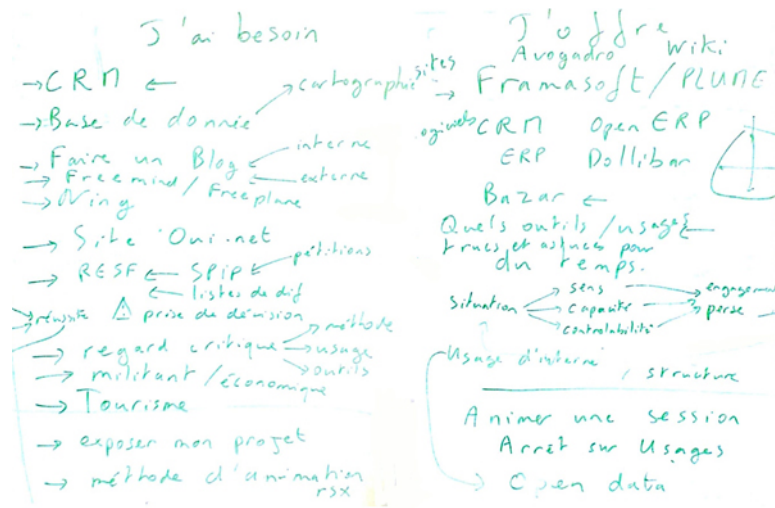 J'ai besoin
→ CRM ←
cartographie
→ Base de donnée
→ Faire un Blog
interne
externe
→ Freemind / Freeplane
→ Ning
→ Site Oui.net
pétitions
→ RESF ← SPIP
listes de dif
réussite ⚠ prise de décision
→ regard critique
méthode
usage
outils
→ militant / économique
→ Tourisme
→ exposer mon projet
→ méthode d'animation
rsx
J'offre
Avogadro Wiki
sites
→ Framasoft / PLUME
logiciels CRM Open ERP
ERP Dollibar
Bazar ←
Quels outils / usages ←
trucs et astuces pour
du temps.
situation
sens
capacité
controlabilité
engagement
perse
Usage d'interne
, structure
Animer une session
Arrêt sur Usages
→ Open data